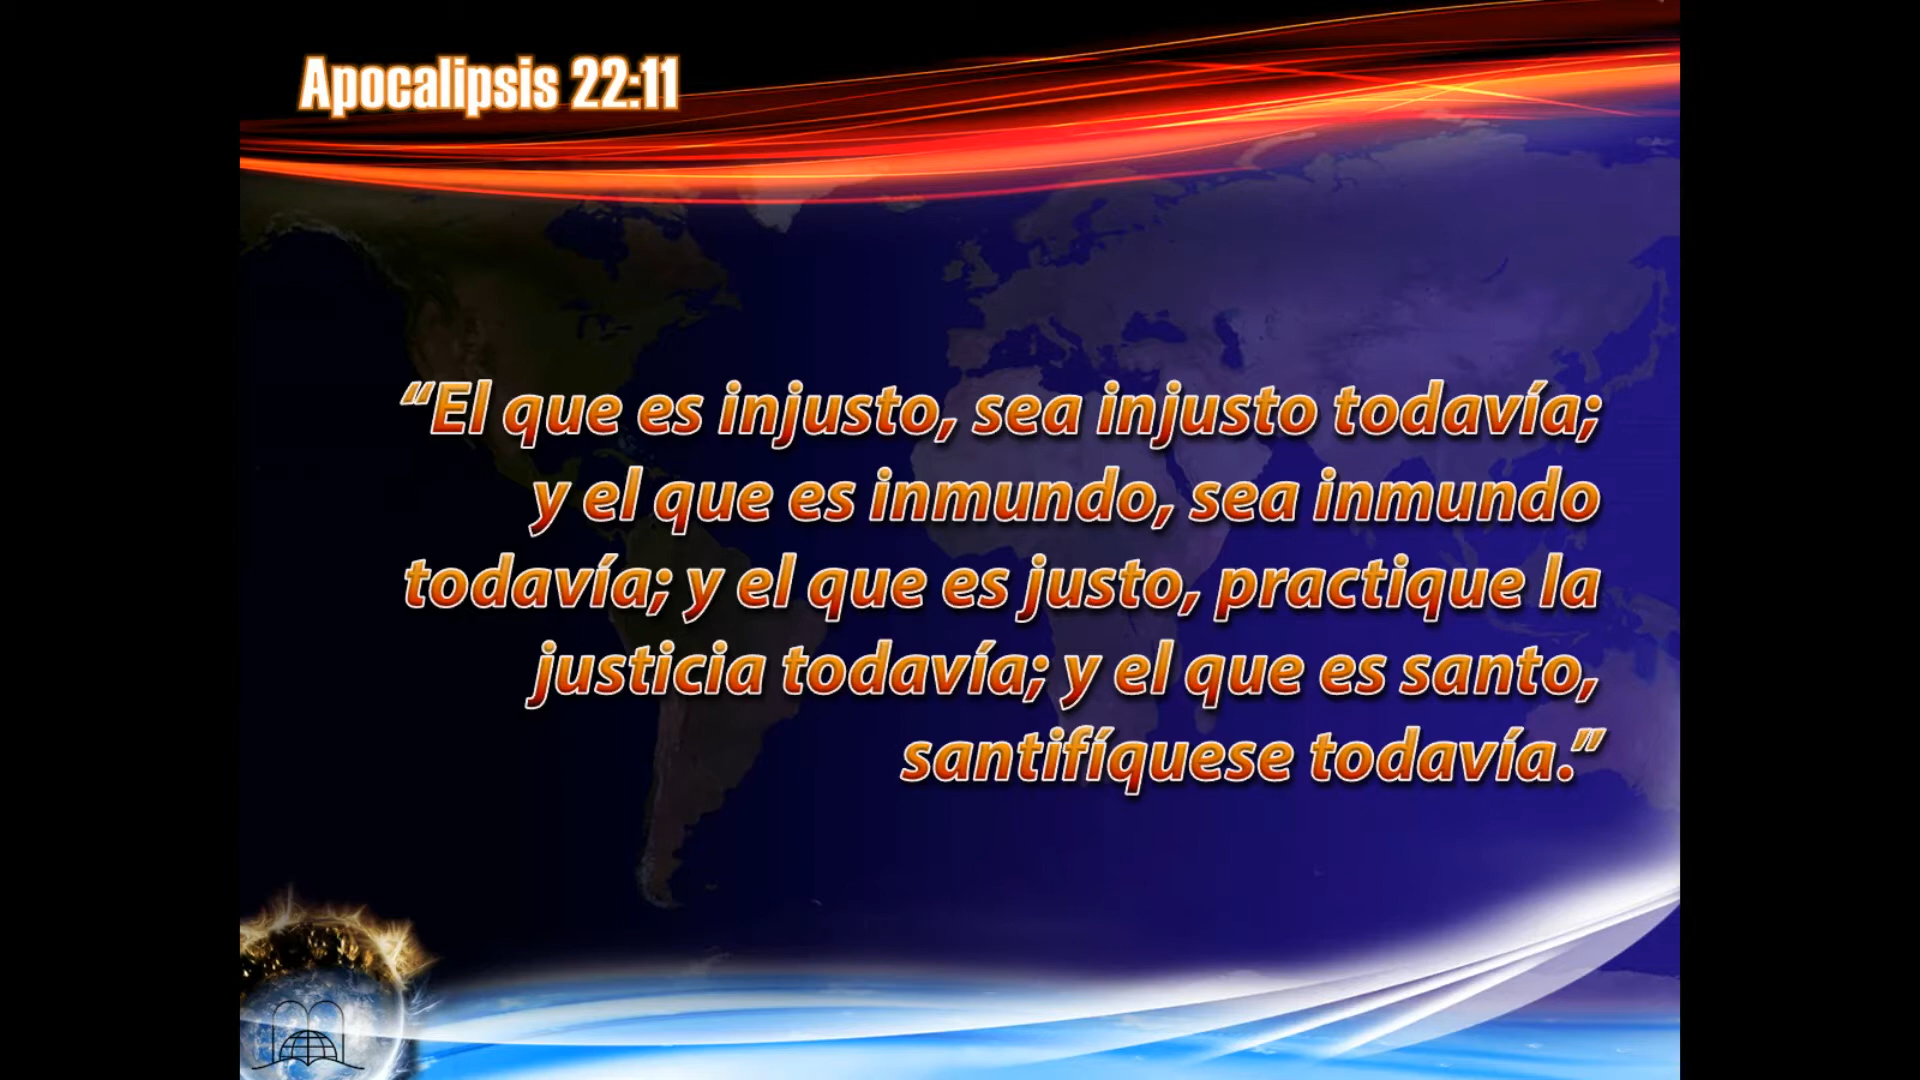 Apocalipsis 22:11
“El que es injusto, sea injusto todavía;
y el que es inmundo, sea inmundo
todavía; y el que es justo, practique la
justicia todavía; y el que es santo,
santifíquese todavía.”